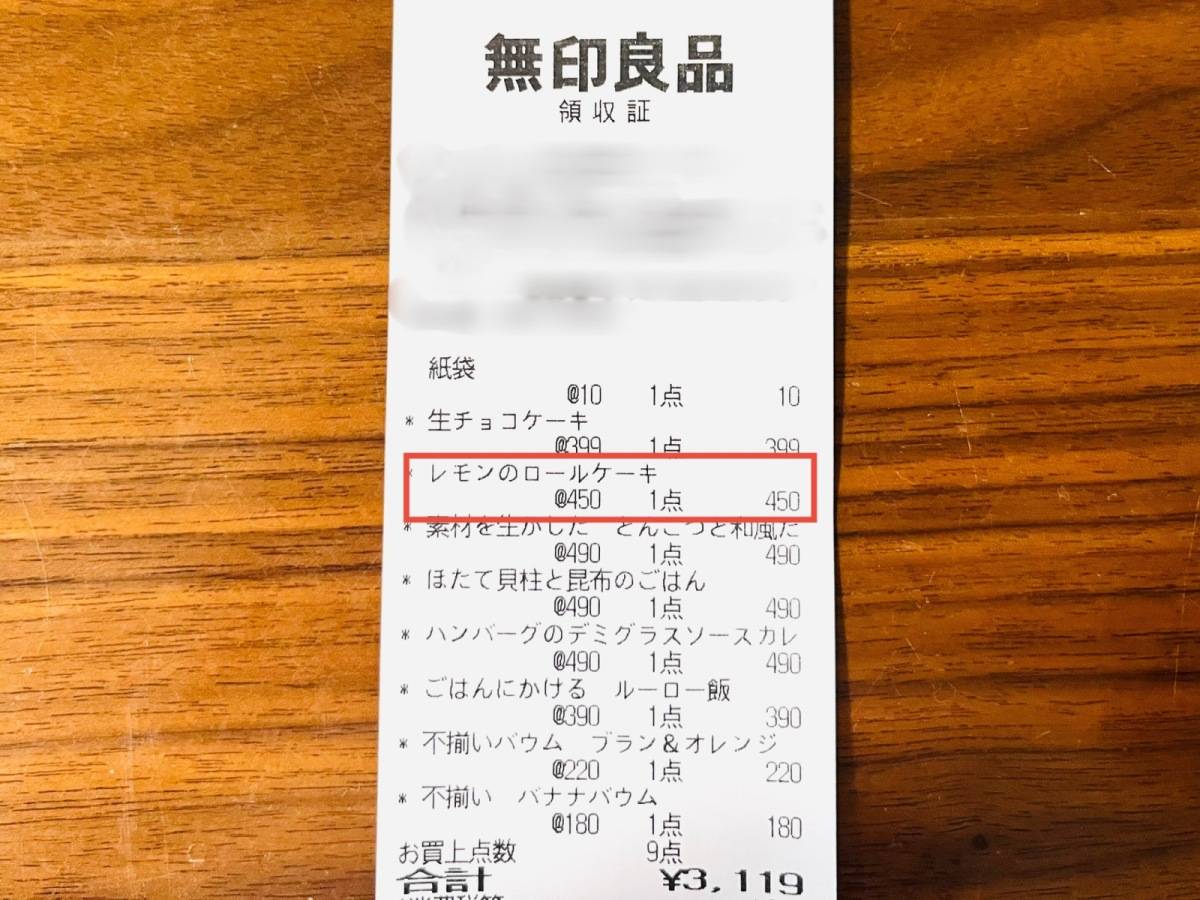 無印良品
領収証
紙袋
@10 1点 10
* 生チョコケーキ
@399 1点 399
* レモンのロールケーキ
@450 1点 450
* 素材を生かした とんこつと和風だ
@490 1点 490
* ほたて貝柱と昆布のごはん
@490 1点 490
* ハンバーグのデミグラスソースカレ
@490 1点 490
* ごはんにかける ルーロー飯
@390 1点 390
* 不揃いバウム ブラン&オレンジ
@220 1点 220
* 不揃い バナナバウム
@180 1点 180
お買上点数 9点
合計 ¥3,119